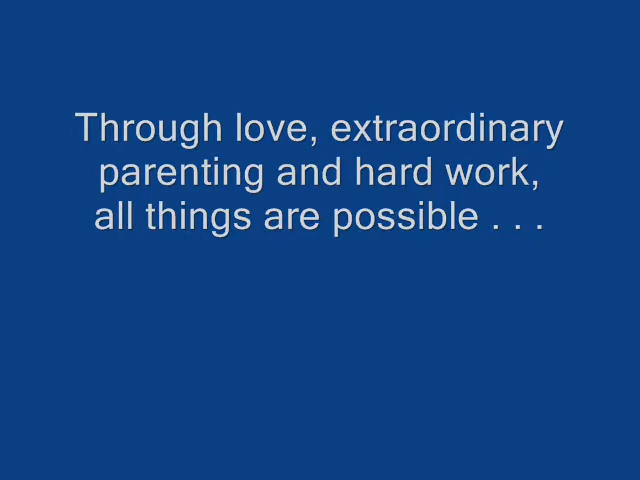 Through love, extraordinary
parenting and hard work,
all things are possible . . .